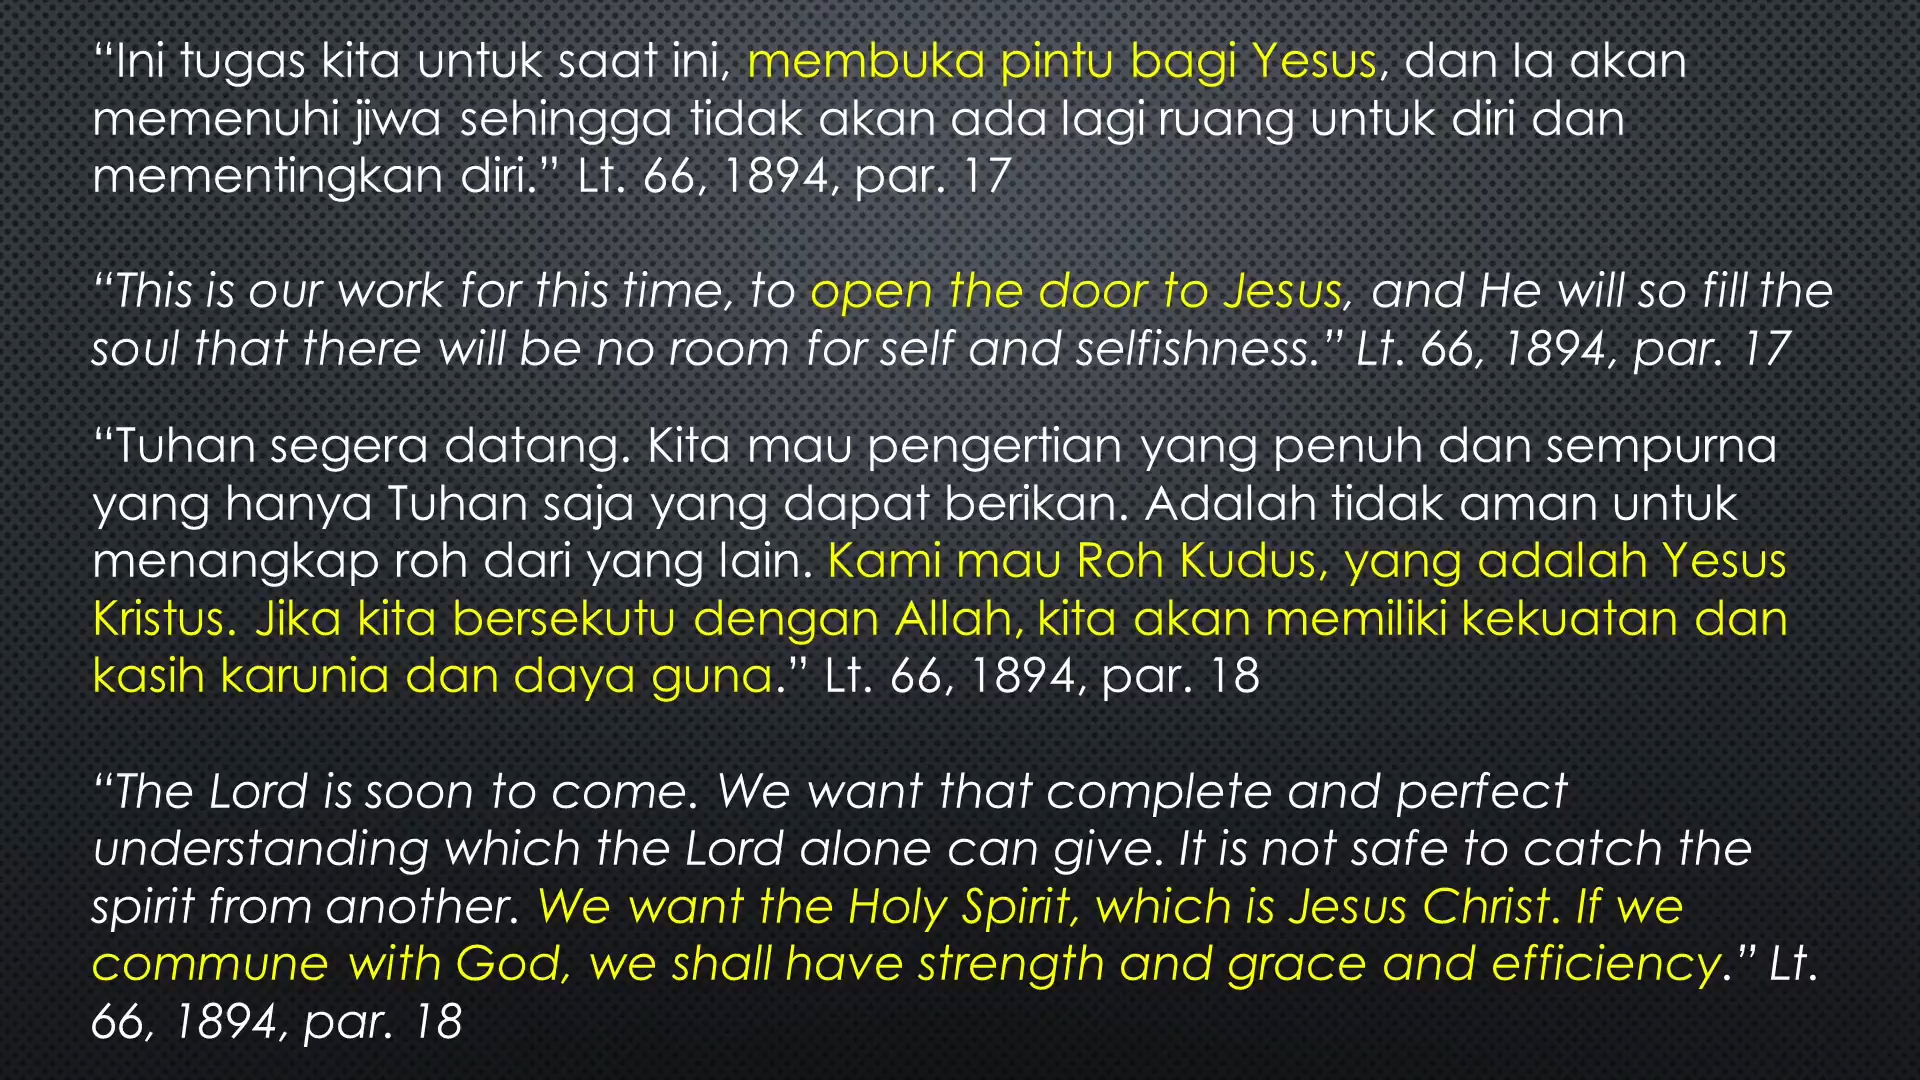 “Ini tugas kita untuk saat ini, membuka pintu bagi Yesus, dan Ia akan
memenuhi jiwa sehingga tidak akan ada lagi ruang untuk diri dan
mementingkan diri.” Lt. 66, 1894, par. 17
“This is our work for this time, to open the door to Jesus, and He will so fill the
soul that there will be no room for self and selfishness.” Lt. 66, 1894, par. 17
“Tuhan segera datang. Kita mau pengertian yang penuh dan sempurna
yang hanya Tuhan saja yang dapat berikan. Adalah tidak aman untuk
menangkap roh dari yang lain. Kami mau Roh Kudus, yang adalah Yesus
Kristus. Jika kita bersekutu dengan Allah, kita akan memiliki kekuatan dan
kasih karunia dan daya guna.” Lt. 66, 1894, par. 18
“The Lord is soon to come. We want that complete and perfect
understanding which the Lord alone can give. It is not safe to catch the
spirit from another. We want the Holy Spirit, which is Jesus Christ. If we
commune with God, we shall have strength and grace and efficiency.” Lt.
66, 1894, par. 18